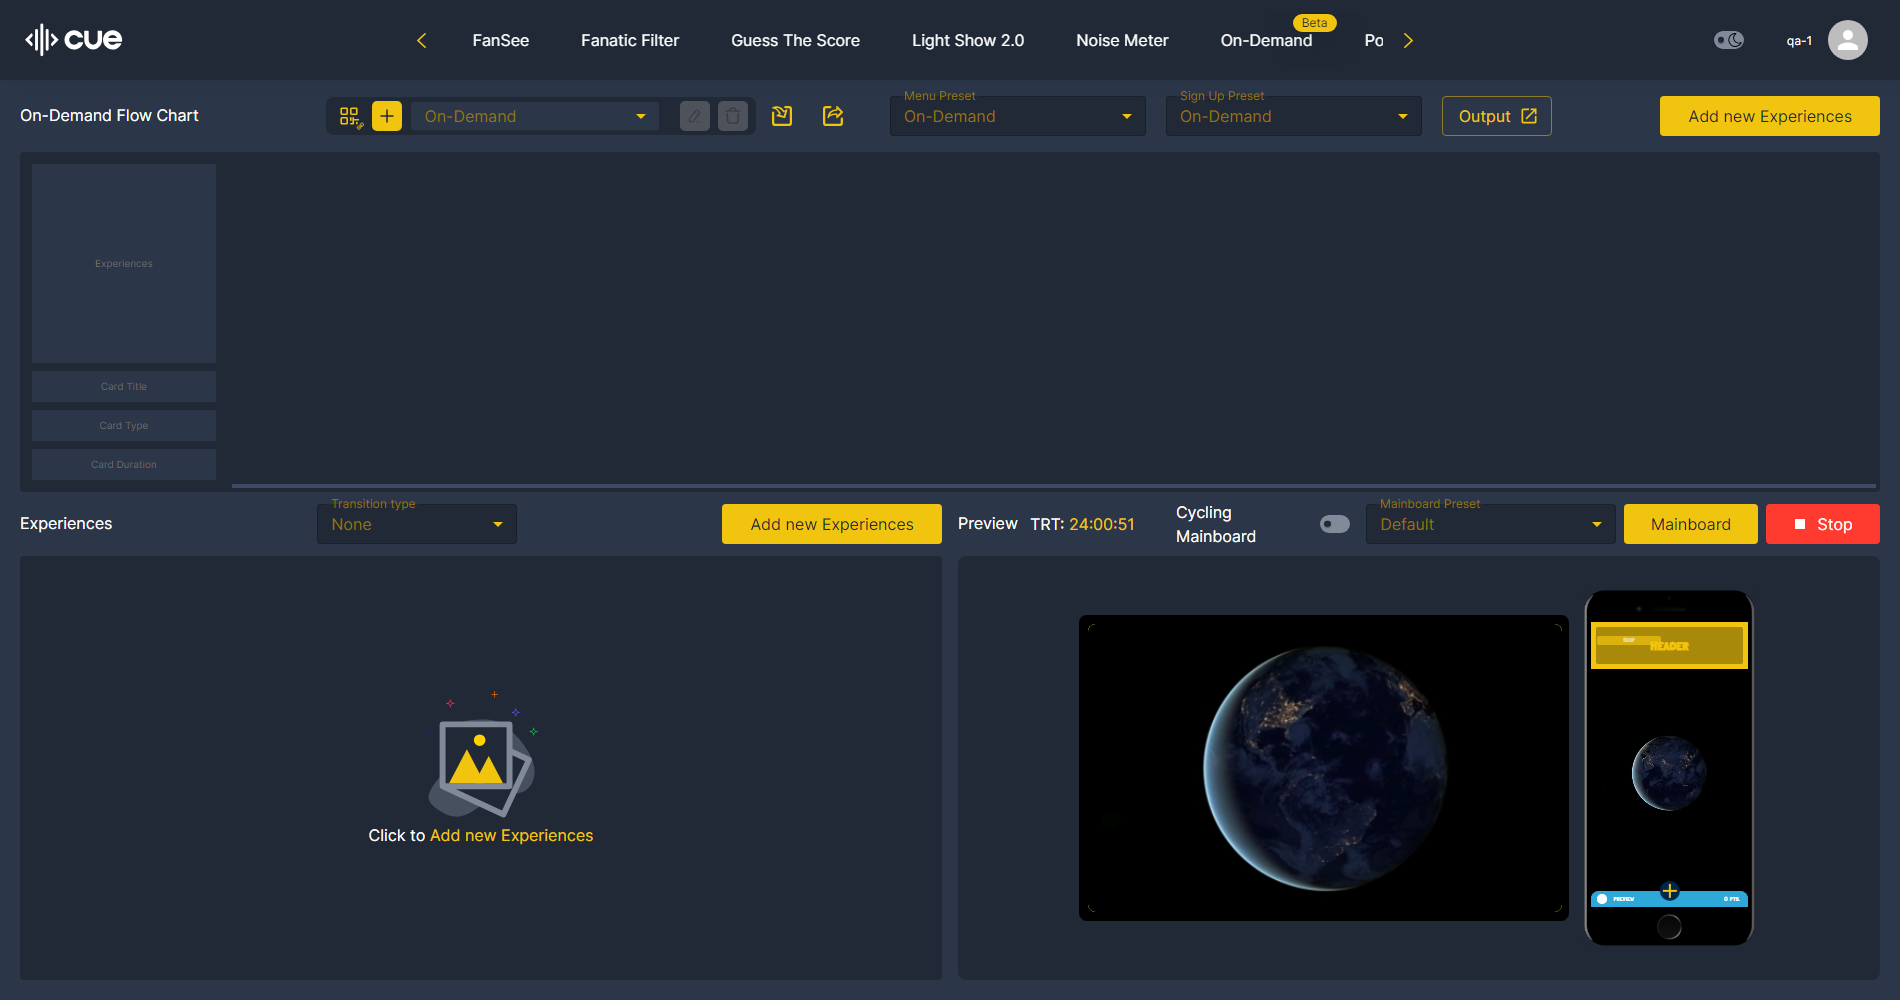 cue
FanSee
Fanatic Filter
Guess The Score
Light Show 2.0
Noise Meter
On-Demand
Beta
Po
qa-1
On-Demand Flow Chart
On-Demand
Menu Preset
On-Demand
Sign Up Preset
On-Demand
Output
Add new Experiences
Experiences
Card Title
Card Type
Card Duration
Experiences
Transition type
None
Add new Experiences
Preview
TRT: 24:00:51
Cycling
Mainboard
Mainboard Preset
Default
Mainboard
Stop
Click to Add new Experiences
HEADER
PREVIEW
0 PTS.